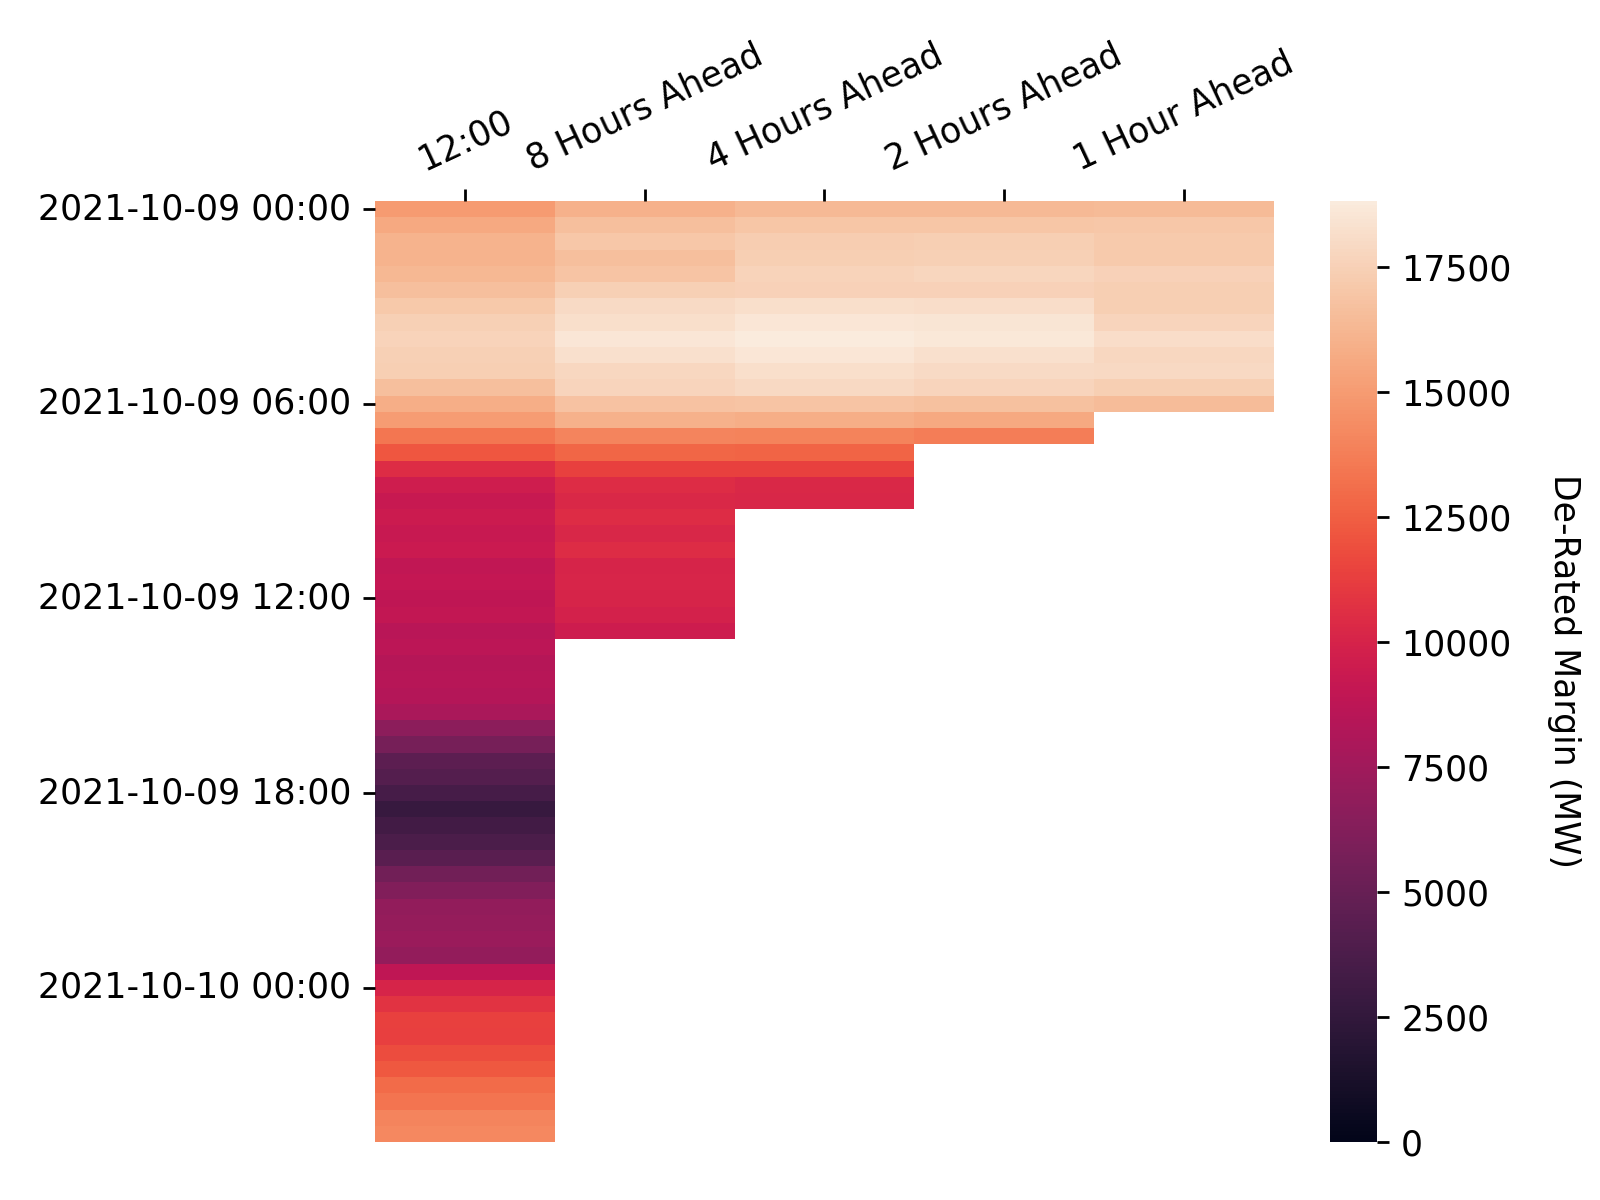 12:00
8 Hours Ahead
4 Hours Ahead
2 Hours Ahead
1 Hour Ahead
2021-10-09 00:00
2021-10-09 06:00
2021-10-09 12:00
2021-10-09 18:00
2021-10-10 00:00
17500
15000
12500
10000
7500
5000
2500
0
De-Rated Margin (MW)